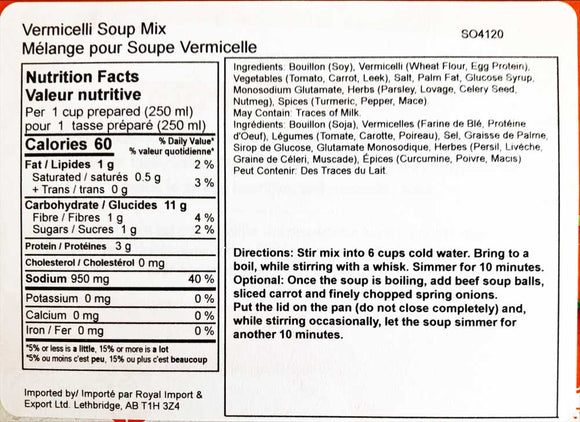 Vermicelli Soup Mix
Mélange pour Soupe Vermicelle
SO4120
Nutrition Facts
Valeur nutritive
Per 1 cup prepared (250 ml)
pour 1 tasse préparé (250 ml)
Calories 60
% Daily Value*
% valeur quotidienne*
Fat / Lipides 1 g 2 %
Saturated / saturés 0.5 g
+ Trans / trans 0 g
3 %
Carbohydrate / Glucides 11 g
Fibre / Fibres 1 g 4 %
Sugars / Sucres 1 g 2 %
Protein / Protéines 3 g
Cholesterol / Cholestérol 0 mg
Sodium 950 mg 40 %
Potassium 0 mg 0 %
Calcium 0 mg 0 %
Iron / Fer 0 mg 0 %
*5% or less is a little, 15% or more is a lot
*5% ou moins c'est peu, 15% ou plus c'est beaucoup
Imported by/ Importé par Royal Import &
Export Ltd. Lethbridge, AB T1H 3Z4
Ingredients: Bouillon (Soy), Vermicelli (Wheat Flour, Egg Protein),
Vegetables (Tomato, Carrot, Leek), Salt, Palm Fat, Glucose Syrup,
Monosodium Glutamate, Herbs (Parsley, Lovage, Celery Seed,
Nutmeg), Spices (Turmeric, Pepper, Mace)
May Contain: Traces of Milk.
Ingrédients: Bouillon (Soja), Vermicelles (Farine de Blé, Protéine
d'Oeuf), Légumes (Tomate, Carotte, Poireau), Sel, Graisse de Palme,
Sirop de Glucose, Glutamate Monosodique, Herbes (Persil, Livèche,
Graine de Céleri, Muscade), Épices (Curcumine, Poivre, Macis)
Peut Contenir: Des Traces du Lait.
Directions: Stir mix into 6 cups cold water. Bring to a
boil, while stirring with a whisk. Simmer for 10 minutes.
Optional: Once the soup is boiling, add beef soup balls,
sliced carrot and finely chopped spring onions.
Put the lid on the pan (do not close completely) and,
while stirring occasionally, let the soup simmer for
another 10 minutes.